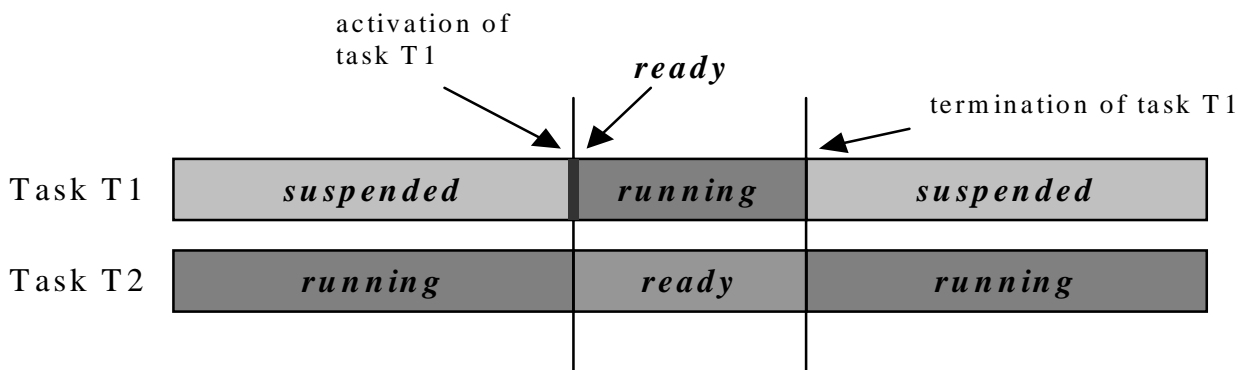 activation of
task T1
ready
termination of task T1
Task T1 suspended running suspended
Task T2 running ready running